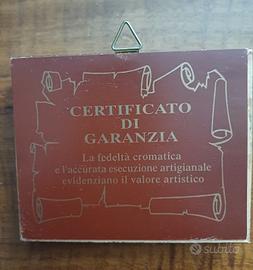 CERTIFICATO
DI
GARANZIA
La fedeltà cromatica
e l'accurata esecuzione artigianale
evidenziano il valore artistico
subito